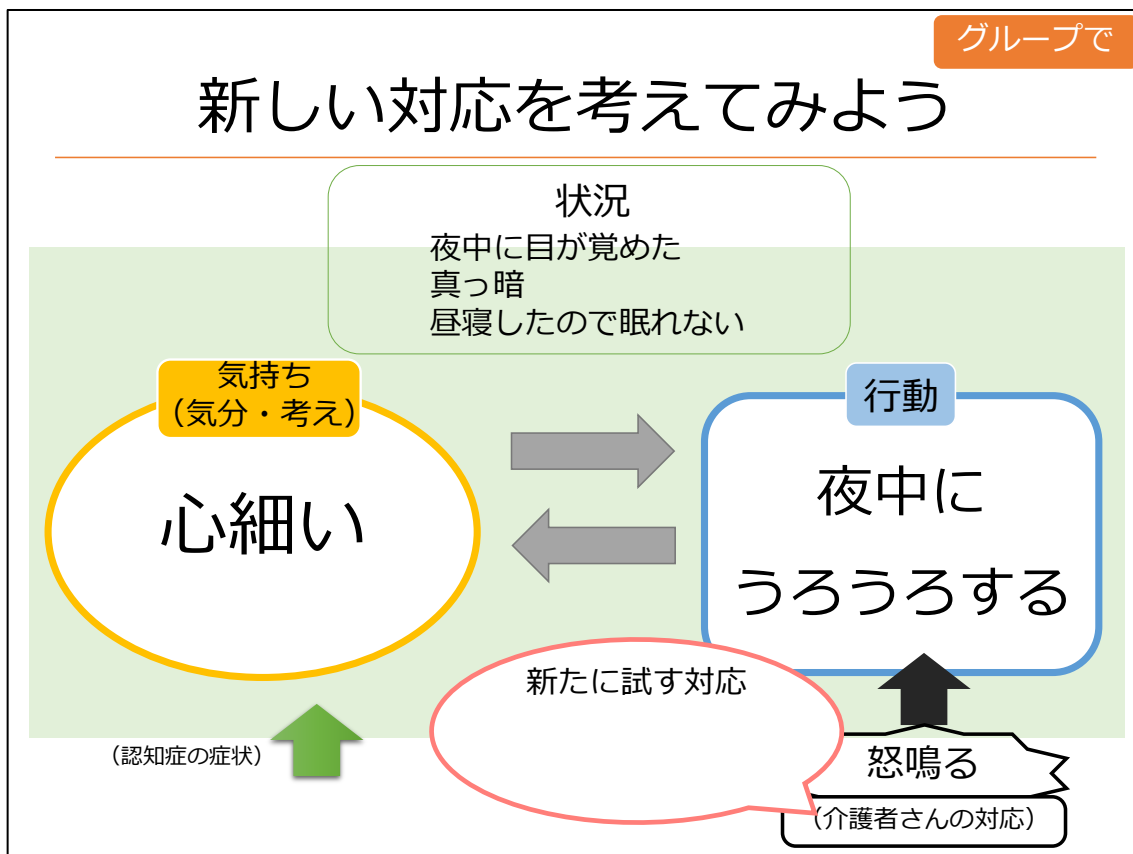 グループで
新しい対応を考えてみよう
状況
夜中に目が覚めた
真っ暗
昼寝したので眠れない
気持ち
（気分・考え）
心細い
行動
夜中に
うろうろする
新たに試す対応
（認知症の症状）
怒鳴る
（介護者さんの対応）